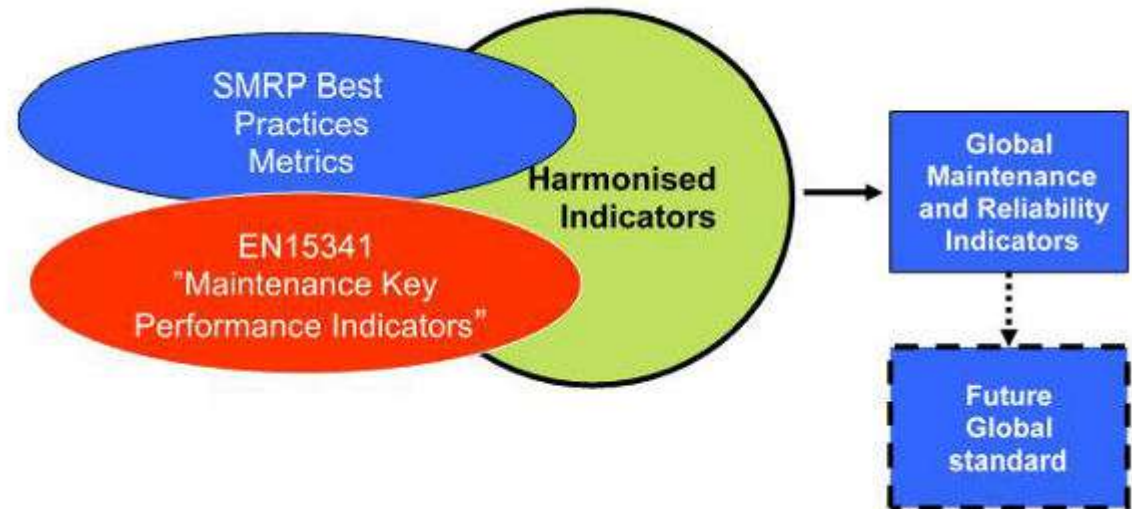 SMRP Best
Practices
Metrics
EN15341
"Maintenance Key
Performance Indicators"
Harmonised
Indicators
Global
Maintenance
and Reliability
Indicators
Future
Global
standard